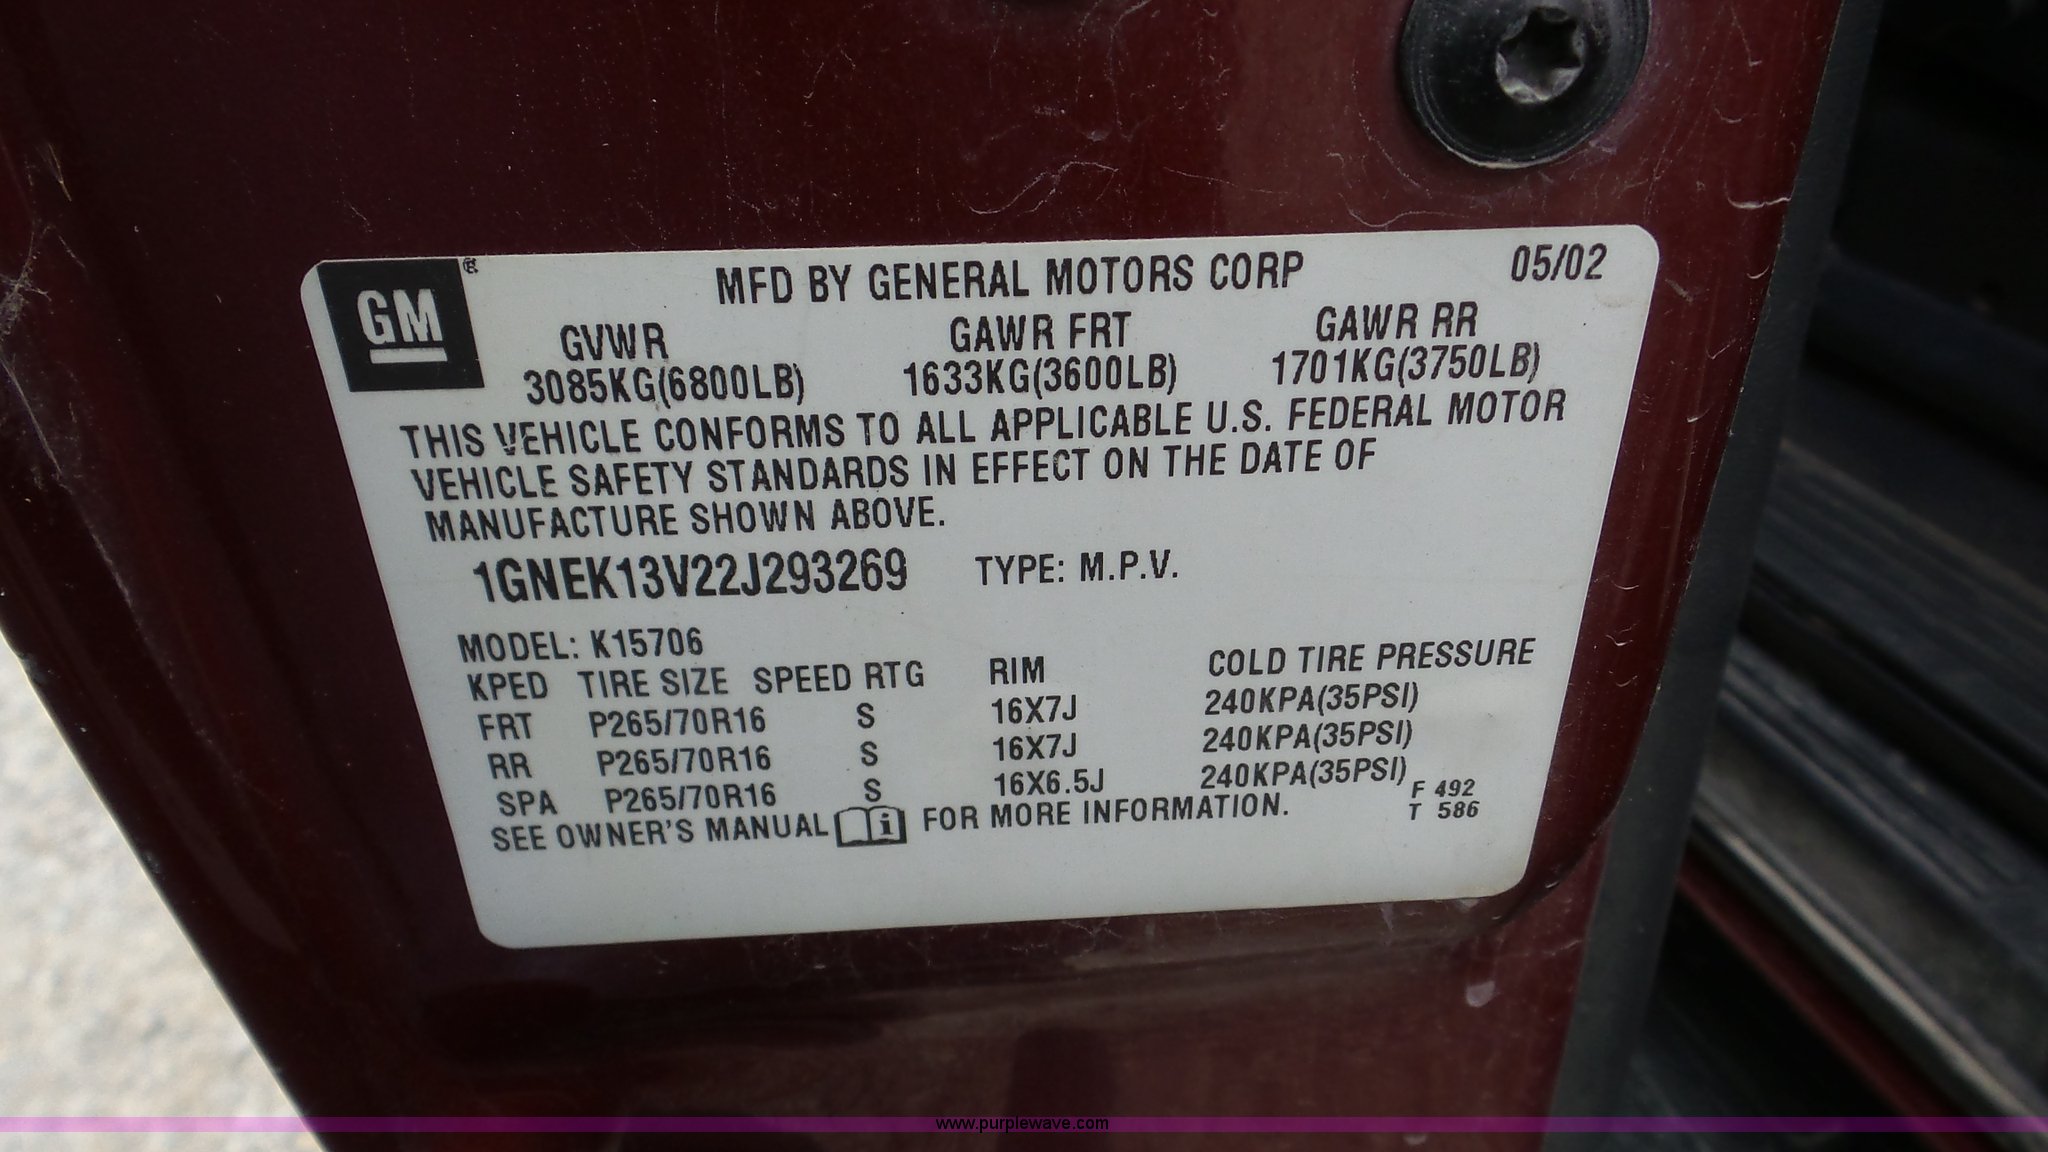 GM®
MFD BY GENERAL MOTORS CORP 05/02
GVWR GAWR FRT GAWR RR
3085KG(6800LB) 1633KG(3600LB) 1701KG(3750LB)
THIS VEHICLE CONFORMS TO ALL APPLICABLE U.S. FEDERAL MOTOR
VEHICLE SAFETY STANDARDS IN EFFECT ON THE DATE OF
MANUFACTURE SHOWN ABOVE.
1GNEK13V22J293269 TYPE: M.P.V.
MODEL: K15706
KPED TIRE SIZE SPEED RTG RIM COLD TIRE PRESSURE
FRT P265/70R16 S 16X7J 240KPA(35PSI)
RR P265/70R16 S 16X7J 240KPA(35PSI)
SPA P265/70R16 S 16X6.5J 240KPA(35PSI) F 492
SEE OWNER'S MANUAL i FOR MORE INFORMATION. T 586
www.purplewave.com